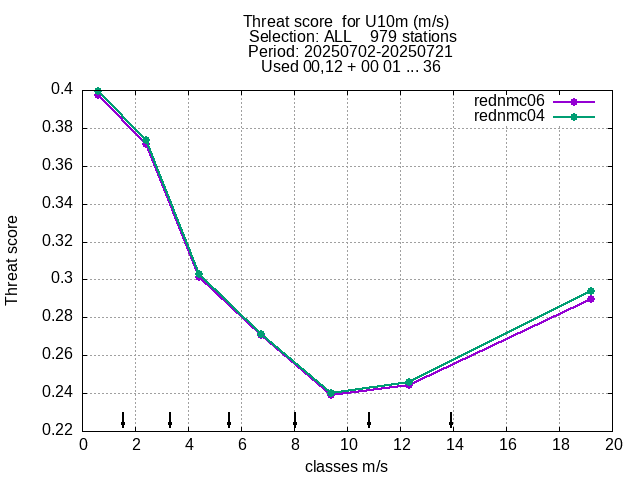 Threat score  for U10m (m/s)
Selection: ALL    979 stations
Period: 20250702-20250721
Used 00,12 + 00 01 ... 36
rednmc06
rednmc04
Threat score
0.4
0.38
0.36
0.34
0.32
0.3
0.28
0.26
0.24
0.22
0 2 4 6 8 10 12 14 16 18 20
classes m/s